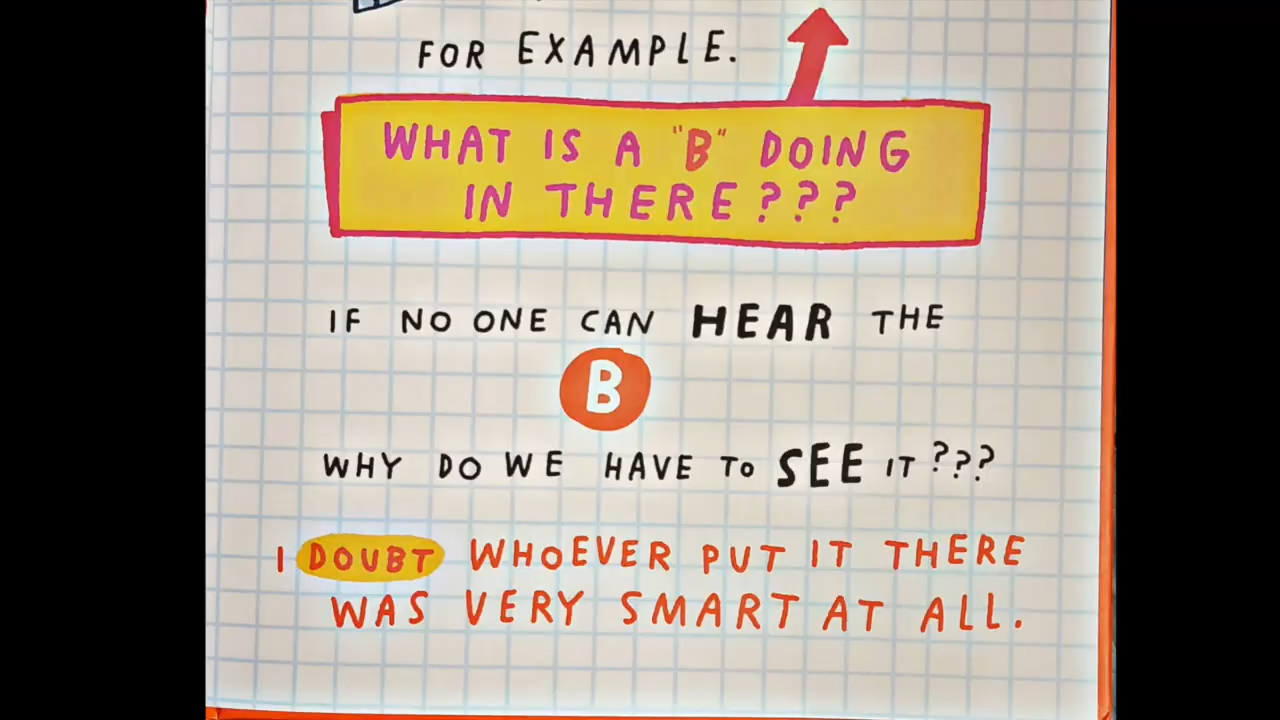 FOR EXAMPLE.
WHAT IS A "B" DOING
IN THERE???
IF NO ONE CAN HEAR THE
B
WHY DO WE HAVE TO SEE IT???
I DOUBT WHOEVER PUT IT THERE
WAS VERY SMART AT ALL.